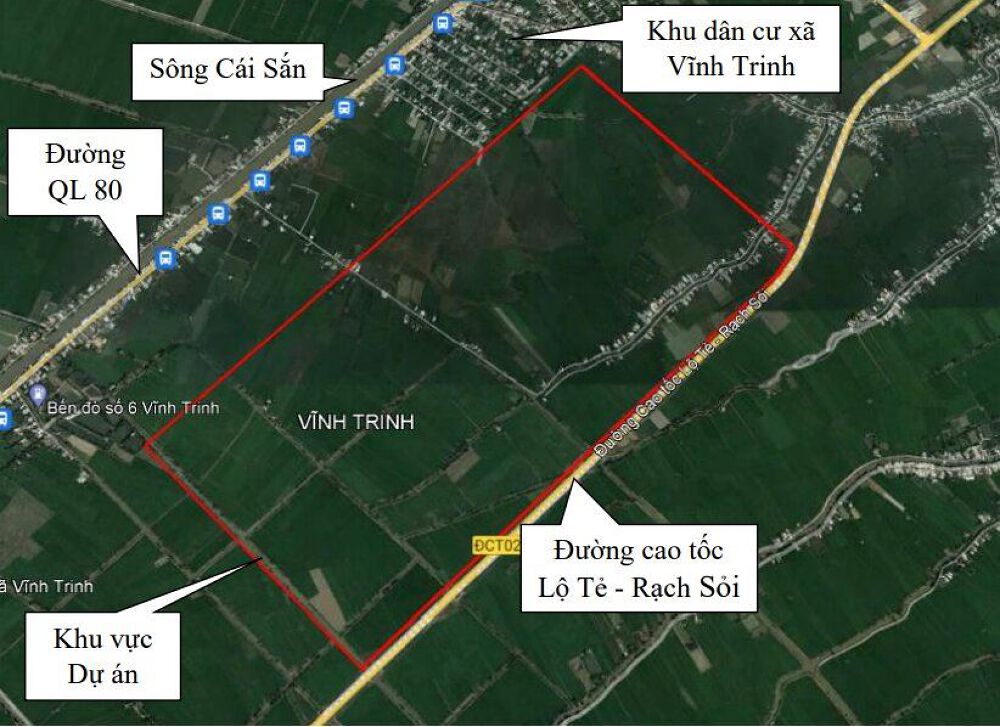 Khu dân cư xã
Vĩnh Trinh
Sông Cái Sắn
Đường
QL 80
Bến đò số 6 Vĩnh Trinh
VĨNH TRINH
Đường Cao tốc Lộ Tẻ - Rạch Sỏi
ĐCT02
Đường cao tốc
Lộ Tẻ - Rạch Sỏi
ã Vĩnh Trinh
Khu vực
Dự án